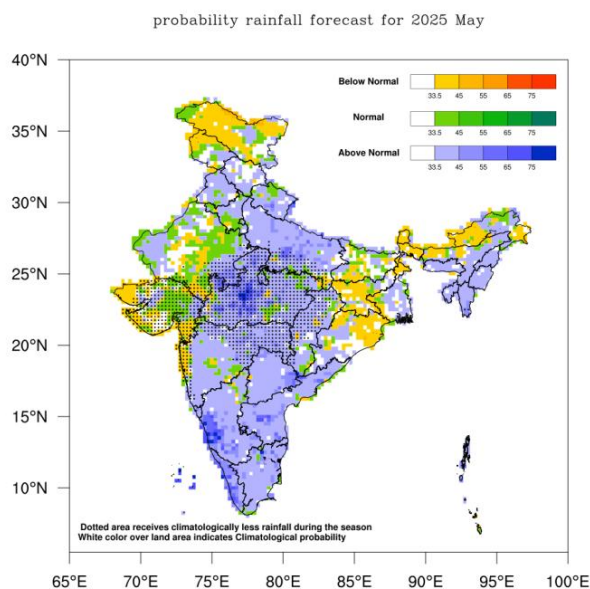 probability rainfall forecast for 2025 May
40°N
35°N
30°N
25°N
20°N
15°N
10°N
Below Normal
33.5 45 55 65 75
Normal
33.5 45 55 65 75
Above Normal
33.5 45 55 65 75
Dotted area receives climatologically less rainfall during the season
White color over land area indicates Climatological probability
65°E 70°E 75°E 80°E 85°E 90°E 95°E 100°E